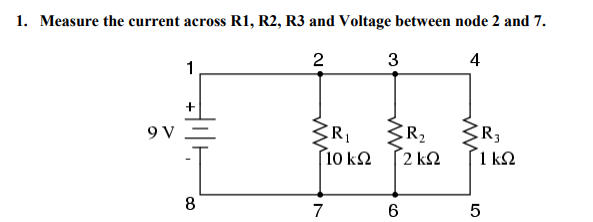 1. Measure the current across R1, R2, R3 and Voltage between node 2 and 7.
1 2 3 4
+
9 V R1 R2 R3
- 10 kΩ 2 kΩ 1 kΩ
8 7 6 5